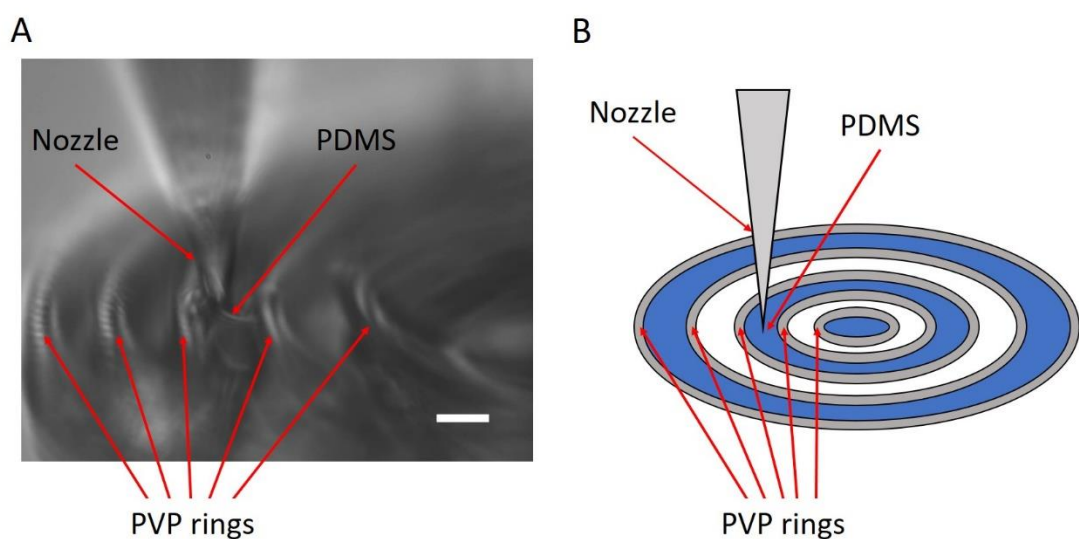 A
Nozzle
PDMS
PVP rings
B
Nozzle
PDMS
PVP rings